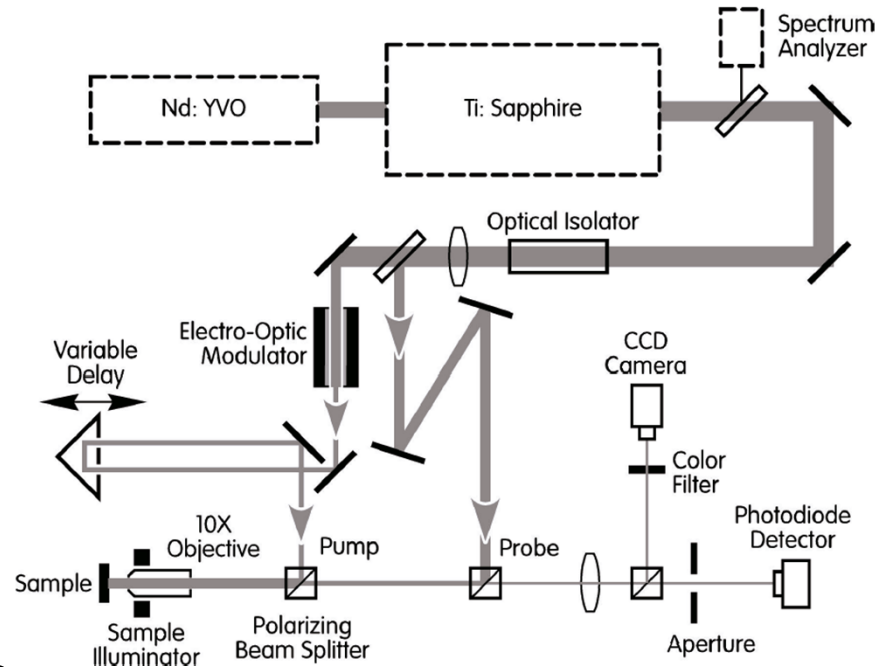 Spectrum
Analyzer
Nd: YVO
Ti: Sapphire
Optical Isolator
Electro-Optic
Modulator
Variable
Delay
CCD
Camera
Color
Filter
10X
Objective
Pump
Probe
Photodiode
Detector
Sample
Sample
Illuminator
Polarizing
Beam Splitter
Aperture